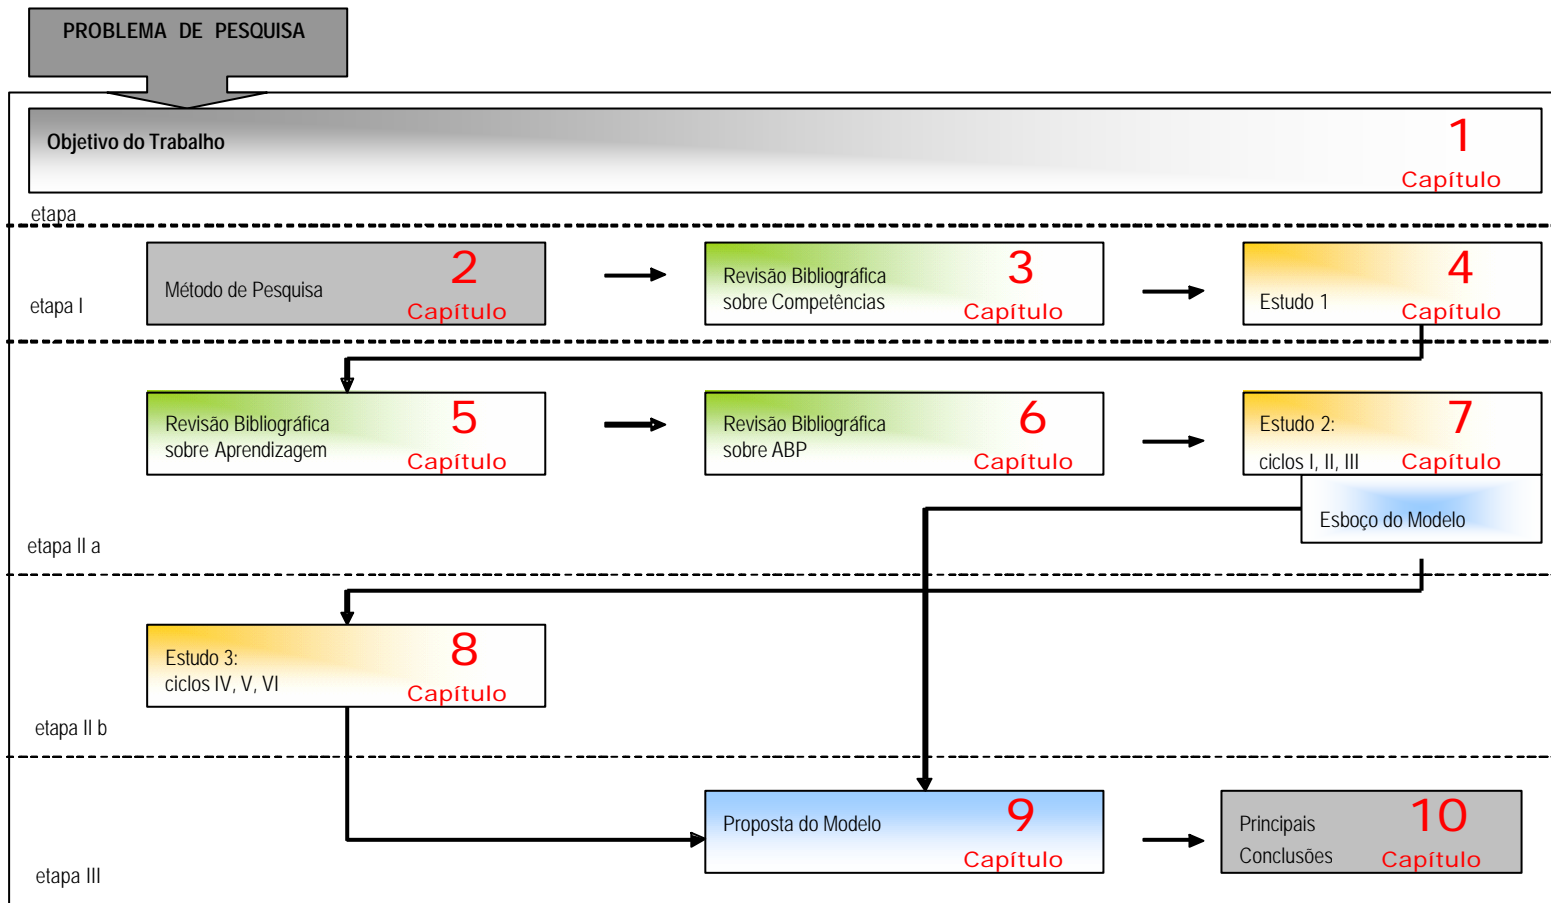 PROBLEMA DE PESQUISA
Objetivo do Trabalho
1
Capítulo
etapa
etapa I
Método de Pesquisa
2
Capítulo
Revisão Bibliográfica
sobre Competências
3
Capítulo
Estudo 1
4
Capítulo
Revisão Bibliográfica
sobre Aprendizagem
5
Capítulo
Revisão Bibliográfica
sobre ABP
6
Capítulo
Estudo 2:
ciclos I, II, III
7
Capítulo
Esboço do Modelo
etapa II a
Estudo 3:
ciclos IV, V, VI
8
Capítulo
etapa II b
Proposta do Modelo
9
Capítulo
Principais
Conclusões
10
Capítulo
etapa III